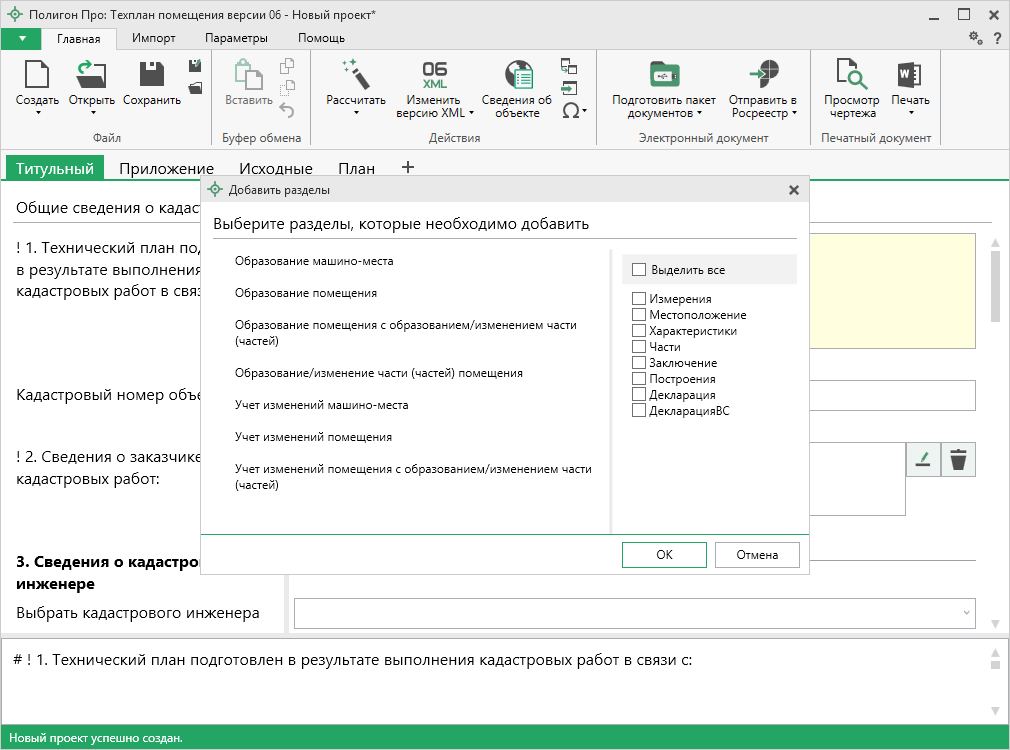 Полигон Про: Техплан помещения версии 06 - Новый проект*
Главная Импорт Параметры Помощь
?
Создать Открыть Сохранить
Вставить
Рассчитать
06
XML
Изменить
версию XML
Сведения об
объекте
Ω
Подготовить пакет
документов
Отправить в
Росреестр
Просмотр
чертежа
W
Печать
Файл Буфер обмена Действия Электронный документ Печатный документ
Титульный Приложение Исходные План +
Добавить разделы
Общие сведения о кадас
Выберите разделы, которые необходимо добавить
! 1. Технический план под
в результате выполнения
кадастровых работ в связ
Кадастровый номер объе
! 2. Сведения о заказчике
кадастровых работ:
Образование машино-места
Образование помещения
Образование помещения с образованием/изменением части
(частей)
Образование/изменение части (частей) помещения
Учет изменений машино-места
Учет изменений помещения
Учет изменений помещения с образованием/изменением части
(частей)
Выделить все
Измерения
Местоположение
Характеристики
Части
Заключение
Построения
Декларация
ДекларацияВС
OK Отмена
3. Сведения о кадастро
инженере
Выбрать кадастрового инженера
# ! 1. Технический план подготовлен в результате выполнения кадастровых работ в связи с:
Новый проект успешно создан.